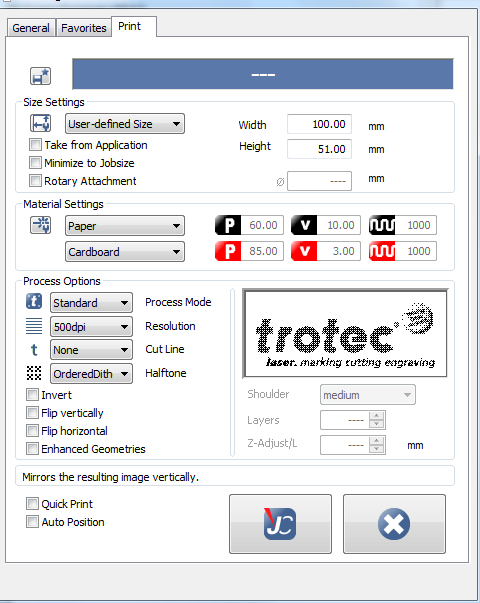 General Favorites Print
---
Size Settings
User-defined Size Width 100.00 mm
Take from Application Height 51.00 mm
Minimize to Jobsize
Rotary Attachment ø ---- mm
Material Settings
Paper P 60.00 v 10.00 1000
Cardboard P 85.00 v 3.00 1000
Process Options
t Standard Process Mode
500dpi Resolution
t None Cut Line
OrderedDith Halftone
trotec®
laser. marking cutting engraving
Invert
Flip vertically
Flip horizontal
Enhanced Geometries
Shoulder medium
Layers ----
Z-Adjust/L ---- mm
Mirrors the resulting image vertically.
Quick Print
Auto Position
JC